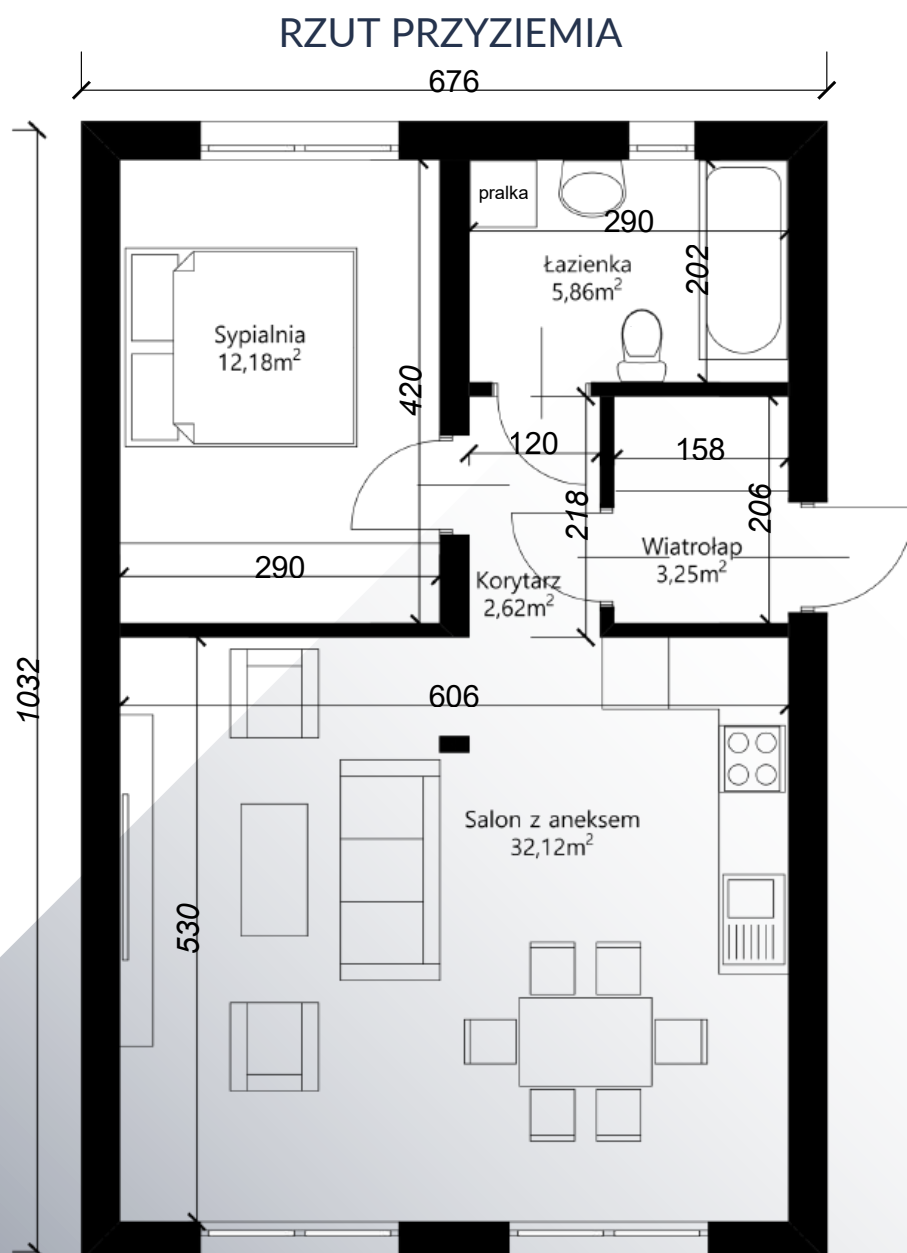 RZUT PRZYZIEMIA
676
pralka
290
202
Łazienka
5,86m²
Sypialnia
12,18m²
420
120
158
218
206
Wiatrołap
3,25m²
290
Korytarz
2,62m²
1032
606
Salon z aneksem
32,12m²
530